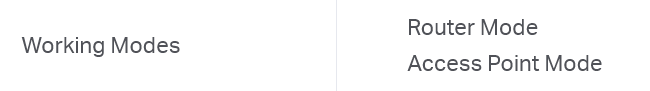 Working Modes
Router Mode
Access Point Mode